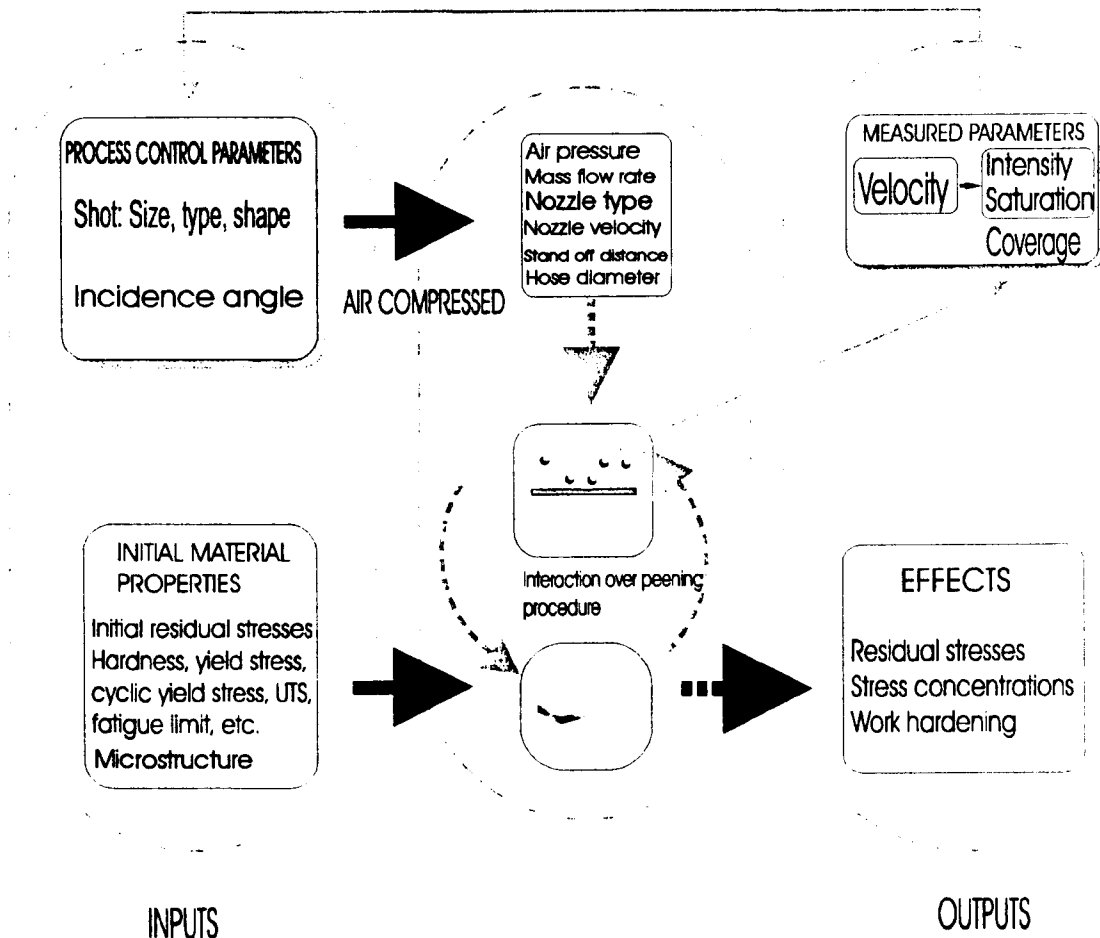 PROCESS CONTROL PARAMETERS
Shot: Size, type, shape
Incidence angle
AIR COMPRESSED
Air pressure
Mass flow rate
Nozzle type
Nozzle velocity
Stand off distance
Hose diameter
MEASURED PARAMETERS
Velocity
Intensity
Saturation
Coverage
INITIAL MATERIAL
PROPERTIES
Initial residual stresses
Hardness, yield stress,
cyclic yield stress, UTS,
fatigue limit, etc.
Microstructure
Interaction over peening
procedure
EFFECTS
Residual stresses
Stress concentrations
Work hardening
INPUTS
OUTPUTS